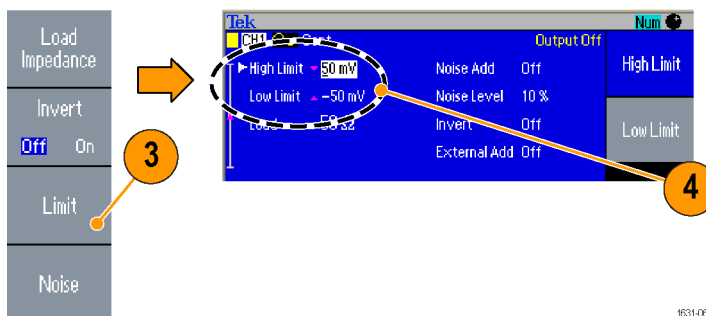 Load
Impedance
Invert
Off On
Limit
Noise
3
Tek
Num
CH1
Output Off
High Limit 50 mV
Low Limit -50 mV
Load 50 Ω
Noise Add Off
Noise Level 10 %
Invert Off
External Add Off
High Limit
Low Limit
4
1631-06